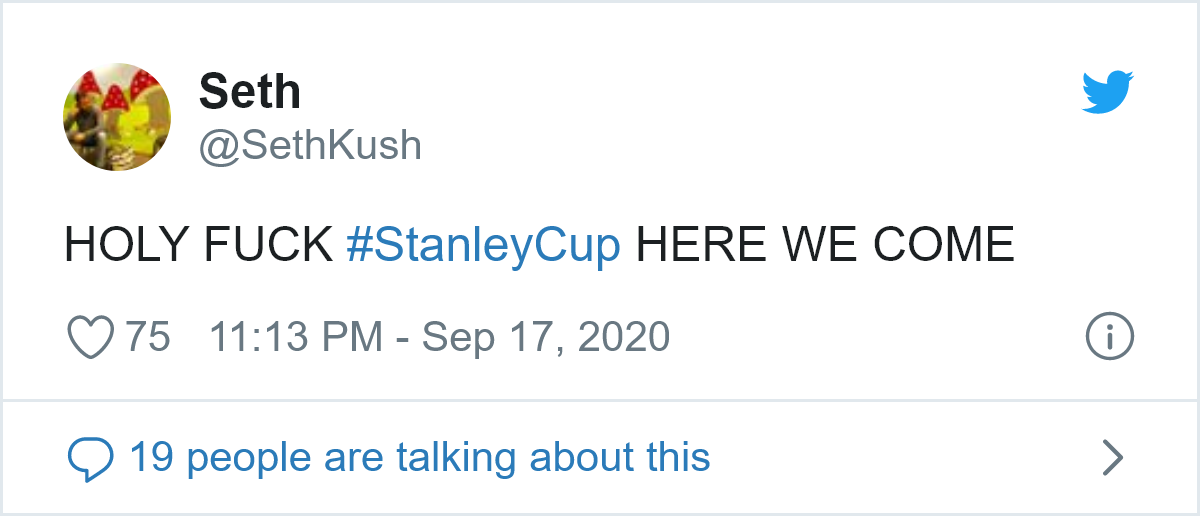 Seth
@SethKush
HOLY FUCK #StanleyCup HERE WE COME
75 11:13 PM - Sep 17, 2020
19 people are talking about this